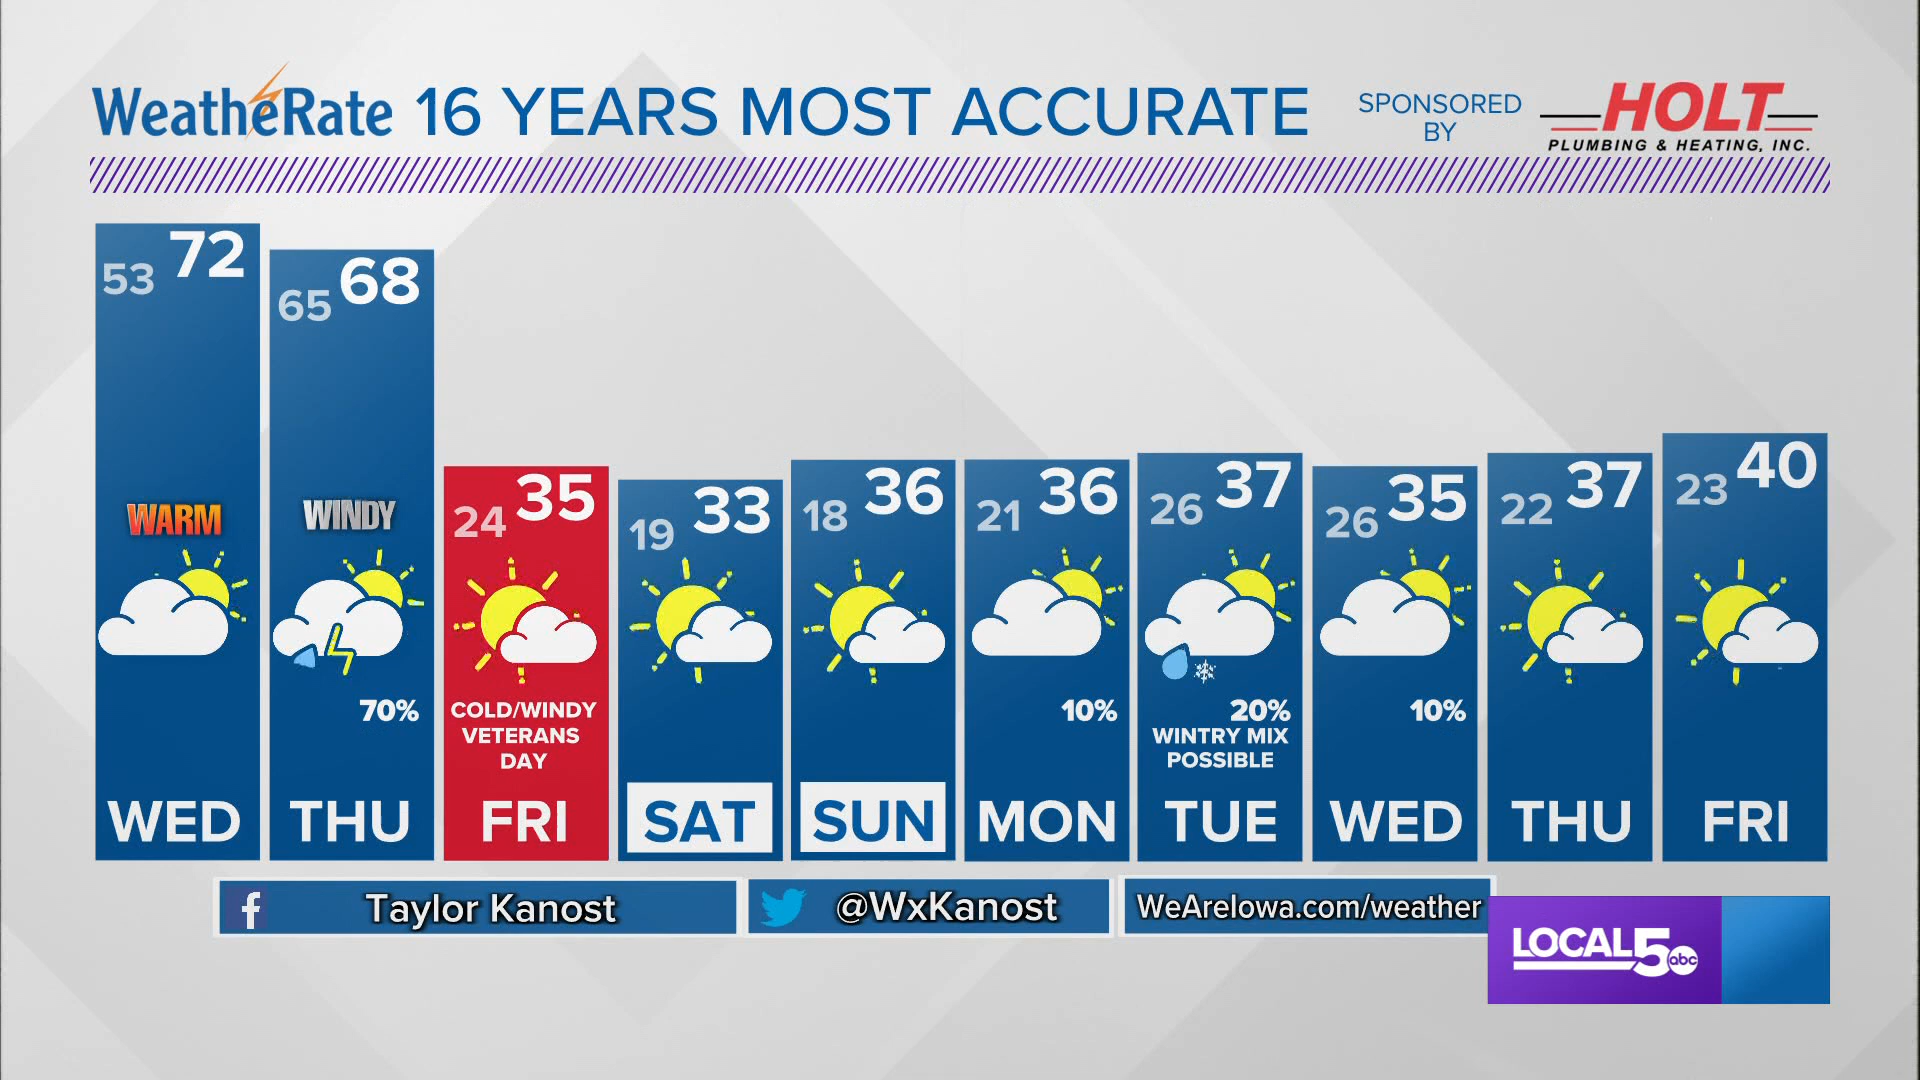 WeatheRate 16 YEARS MOST ACCURATE
SPONSORED
BY
HOLT
PLUMBING & HEATING, INC.
53 72
WARM
WED
65 68
WINDY
70%
THU
24 35
COLD/WINDY
VETERANS
DAY
FRI
19 33
SAT
18 36
SUN
21 36
10%
MON
26 37
20%
WINTRY MIX
POSSIBLE
TUE
26 35
10%
WED
22 37
THU
23 40
FRI
f Taylor Kanost
@WxKanost
WeAreIowa.com/weather
LOCAL 5 abc